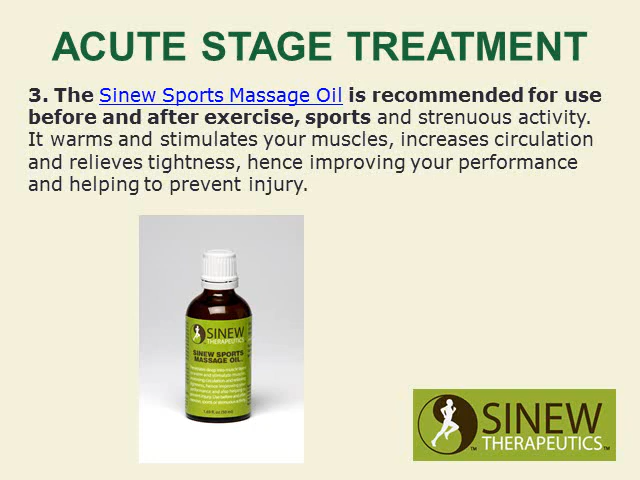 ACUTE STAGE TREATMENT
3. The Sinew Sports Massage Oil is recommended for use
before and after exercise, sports and strenuous activity.
It warms and stimulates your muscles, increases circulation
and relieves tightness, hence improving your performance
and helping to prevent injury.
SINEW
THERAPEUTICS
SINEW SPORTS
MASSAGE OIL
SINEW
THERAPEUTICS™